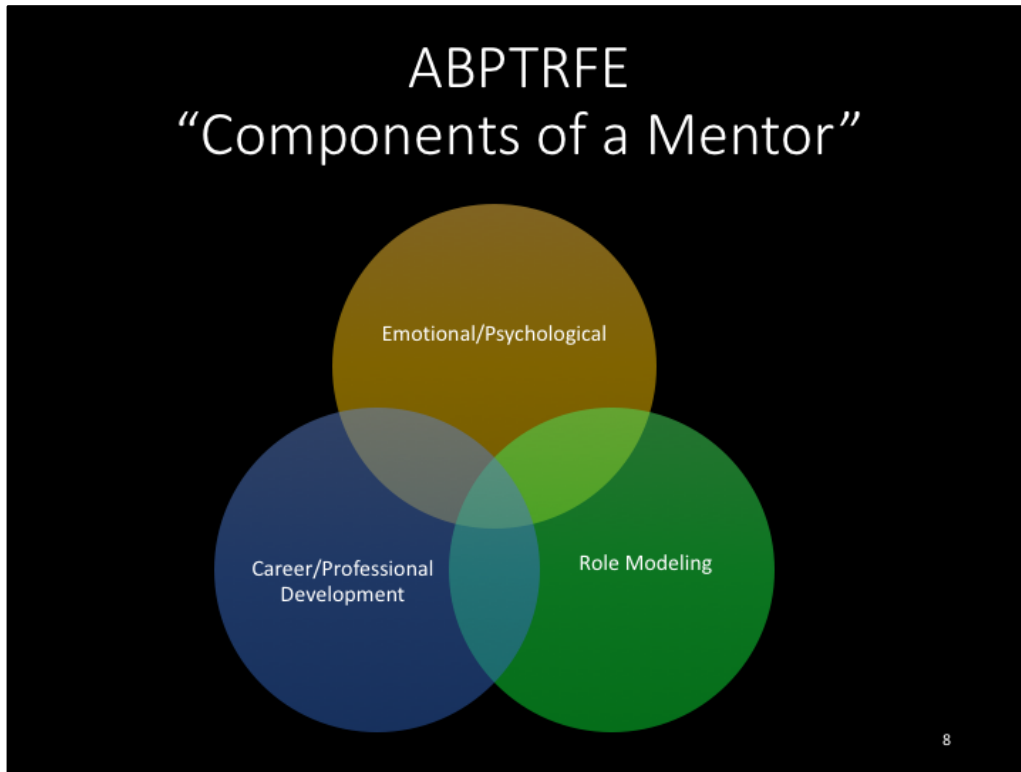 ABPTRFE
“Components of a Mentor”
Emotional/Psychological
Career/Professional
Development
Role Modeling
8